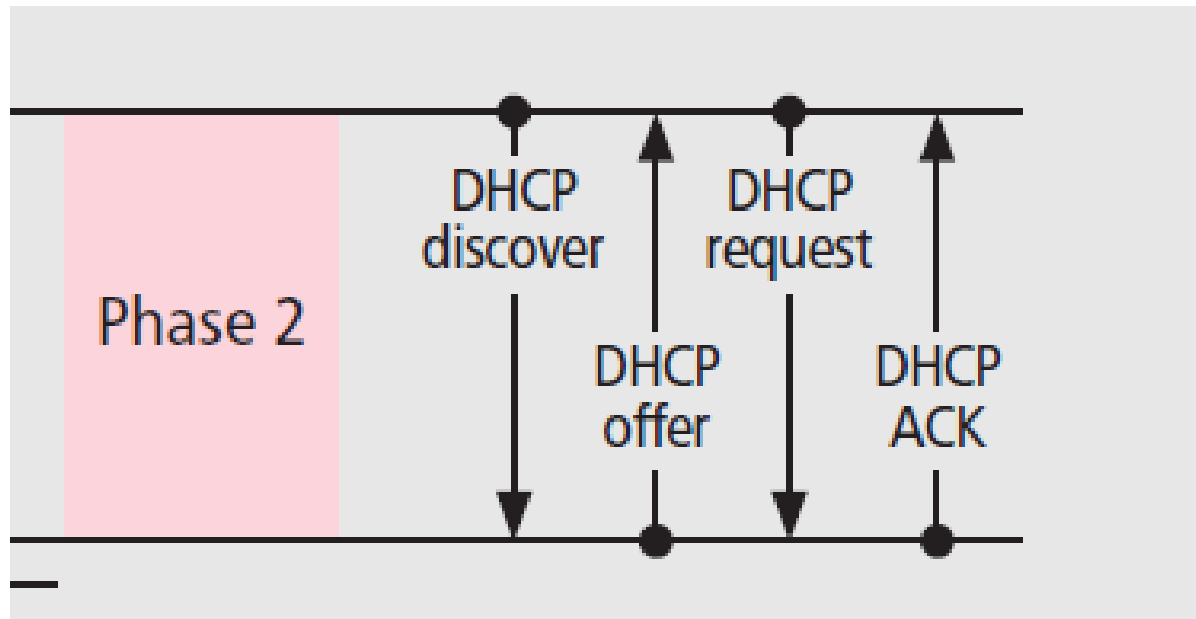 Phase 2
DHCP
discover
DHCP
offer
DHCP
request
DHCP
ACK